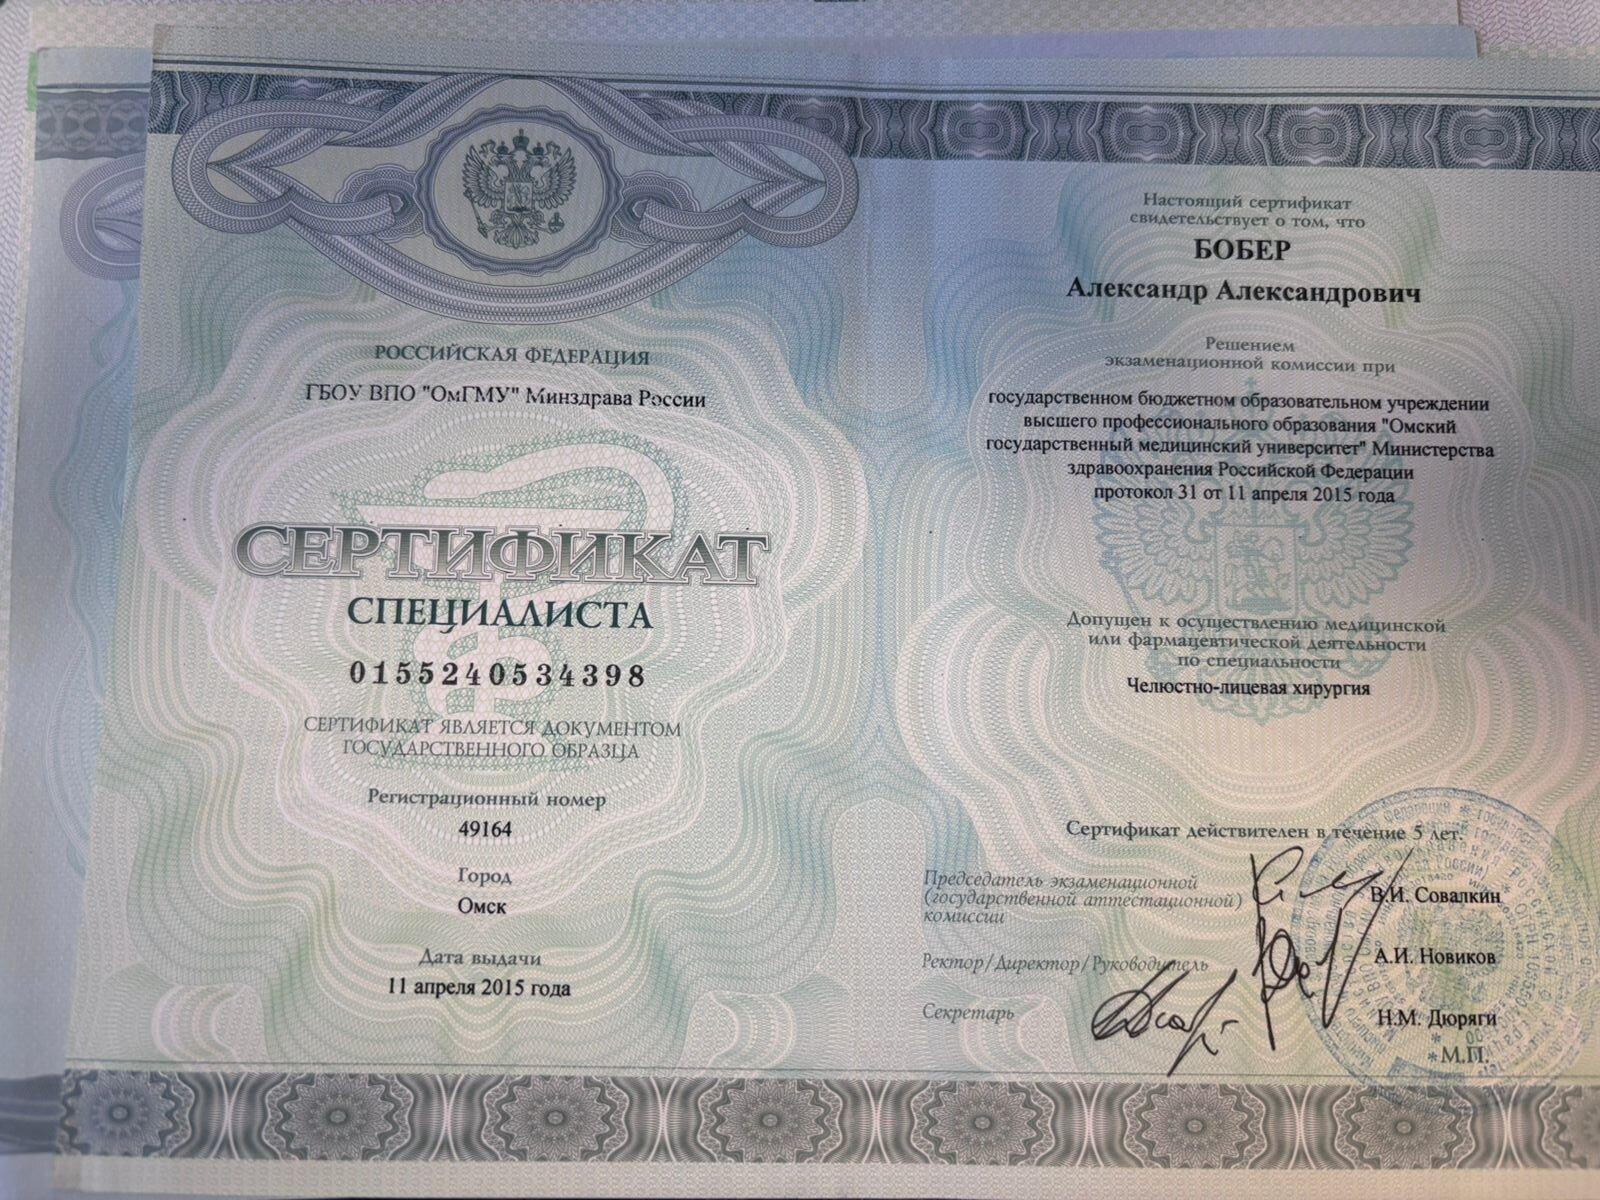 РОССИЙСКАЯ ФЕДЕРАЦИЯ
ГБОУ ВПО "ОмГМУ" Минздрава России
СЕРТИФИКАТ
СПЕЦИАЛИСТА
0155240534398
СЕРТИФИКАТ ЯВЛЯЕТСЯ ДОКУМЕНТОМ
ГОСУДАРСТВЕННОГО ОБРАЗЦА
Регистрационный номер
49164
Город
Омск
Дата выдачи
11 апреля 2015 года
Настоящий сертификат
свидетельствует о том, что
БОБЕР
Александр Александрович
Решением
экзаменационной комиссии при
государственном бюджетном образовательном учреждении
высшего профессионального образования "Омский
государственный медицинский университет" Министерства
здравоохранения Российской Федерации
протокол 31 от 11 апреля 2015 года
Допущен к осуществлению медицинской
или фармацевтической деятельности
по специальности
Челюстно-лицевая хирургия
Сертификат действителен в течение 5 лет.
Председатель экзаменационной
(государственной аттестационной)
комиссии
В.И. Совалкин
Ректор/Директор/Руководитель
А.И. Новиков
Секретарь
Н.М. Дюряги
М.П.